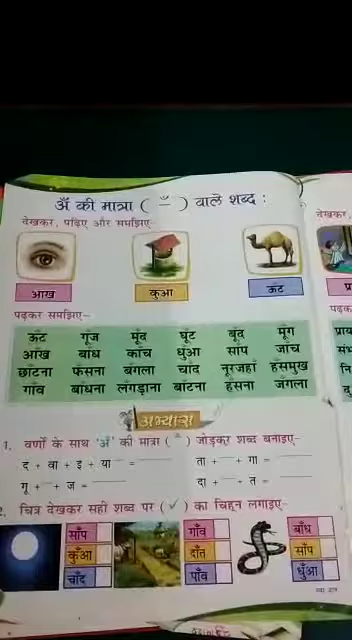 अँ की मात्रा ( ँ ) वाले शब्द :
देखकर, पढ़िए और समझिए-
आँख कुआँ ऊँट
पढ़कर समझिए-
ऊँट गूँज मूँद घूँट बूँद मूँग
आँख बाँध काँच धुँआ साँप जाँच
छाँटना फँसना बँगला चाँद नूरजहाँ हँसमुख
गाँव बाँधना लँगड़ाना बाँटना हँसना जँगला
अभ्यास
1. वर्णों के साथ 'अँ' की मात्रा ( ँ ) जोड़कर शब्द बनाइए-
द + वा + इ + या + ँ = ता + ँ + गा =
गू + ँ + ज = दा + ँ + त =
2. चित्र देखकर सही शब्द पर (✓) का चिह्न लगाइए-
साँप गाँव बाँध
कुँआ दाँत साँप
चाँद पाँव धुँआ
देखकर,